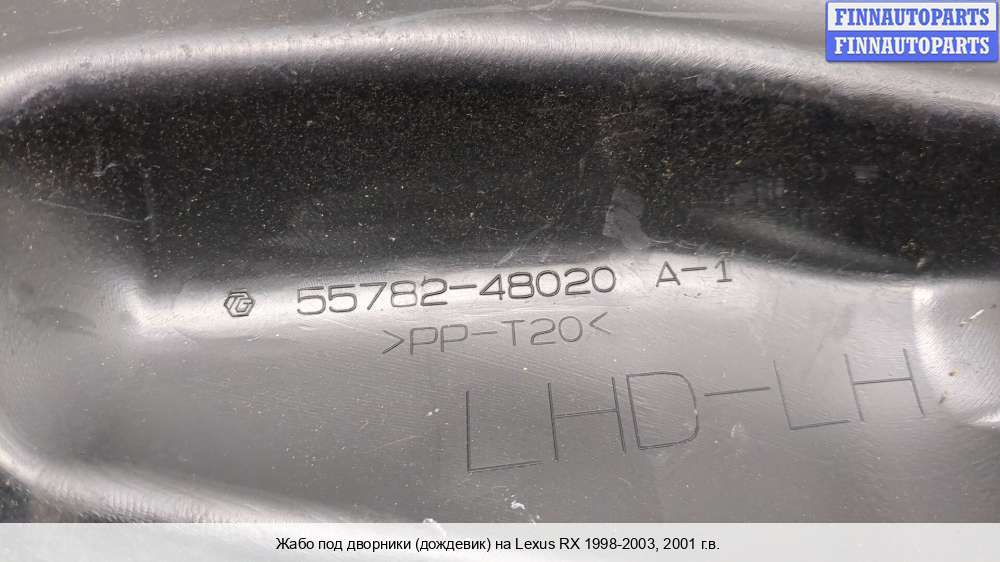 FINNAUTOPARTS
FINNAUTOPARTS
TG 55782-48020 A-1
>PP-T20<
LHD-LH
Жабо под дворники (дождевик) на Lexus RX 1998-2003, 2001 г.в.